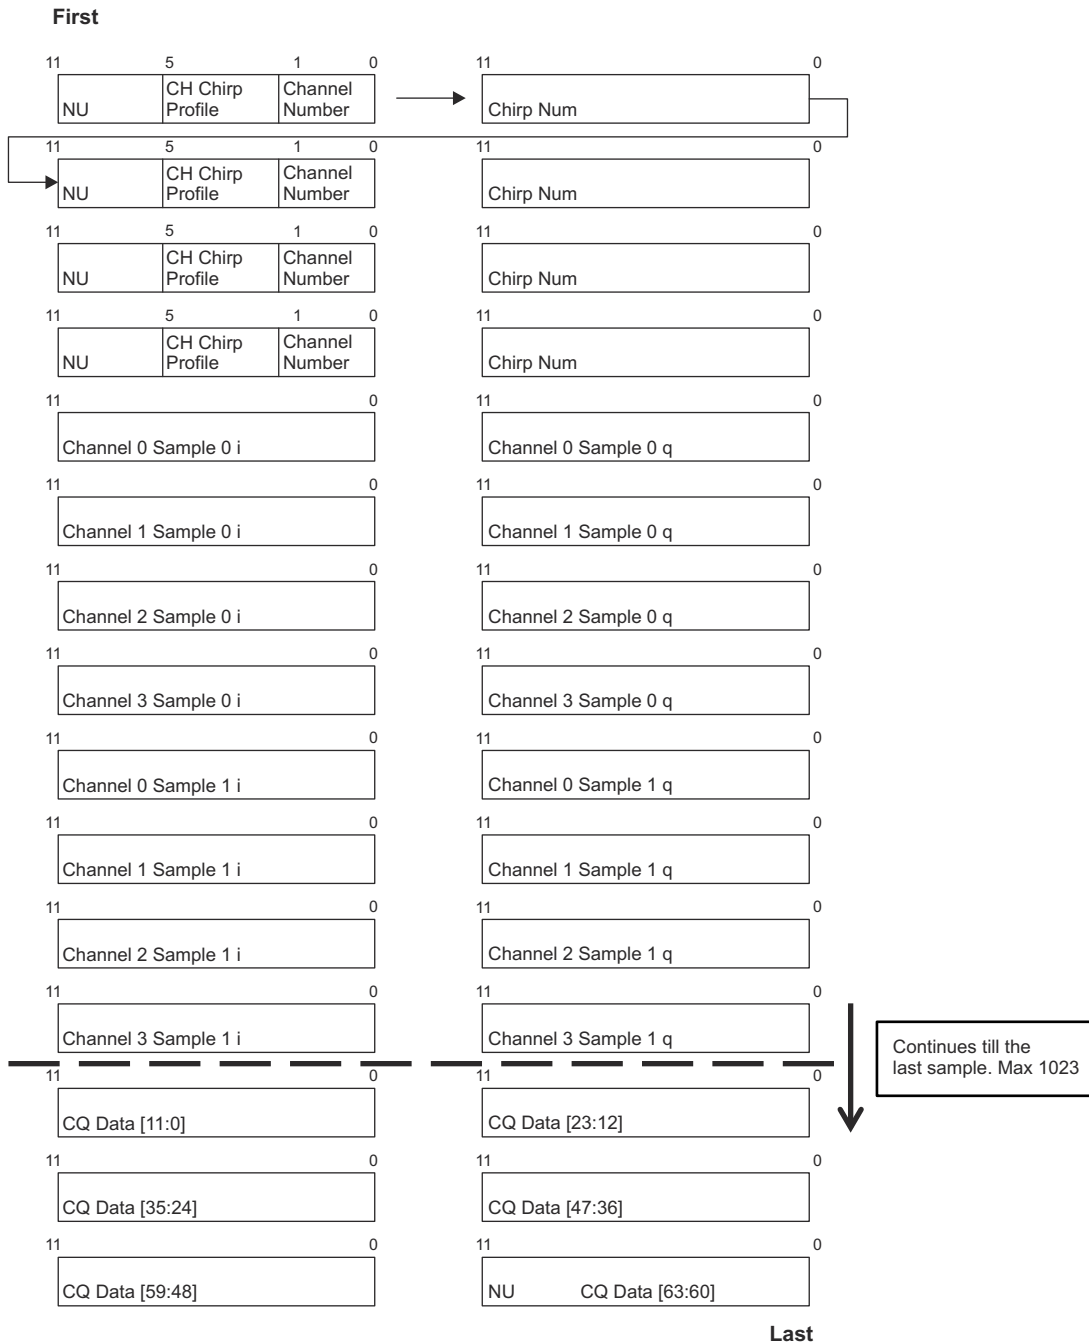 First
11 5 1 0 11 0
NU CH Chirp Profile Channel Number Chirp Num
11 5 1 0 11 0
NU CH Chirp Profile Channel Number Chirp Num
11 5 1 0 11 0
NU CH Chirp Profile Channel Number Chirp Num
11 5 1 0 11 0
NU CH Chirp Profile Channel Number Chirp Num
11 0 11 0
Channel 0 Sample 0 i Channel 0 Sample 0 q
11 0 11 0
Channel 1 Sample 0 i Channel 1 Sample 0 q
11 0 11 0
Channel 2 Sample 0 i Channel 2 Sample 0 q
11 0 11 0
Channel 3 Sample 0 i Channel 3 Sample 0 q
11 0 11 0
Channel 0 Sample 1 i Channel 0 Sample 1 q
11 0 11 0
Channel 1 Sample 1 i Channel 1 Sample 1 q
11 0 11 0
Channel 2 Sample 1 i Channel 2 Sample 1 q
11 0 11 0
Channel 3 Sample 1 i Channel 3 Sample 1 q
Continues till the
last sample. Max 1023
11 0 11 0
CQ Data [11:0] CQ Data [23:12]
11 0 11 0
CQ Data [35:24] CQ Data [47:36]
11 0 11 0
CQ Data [59:48] NU CQ Data [63:60]
Last